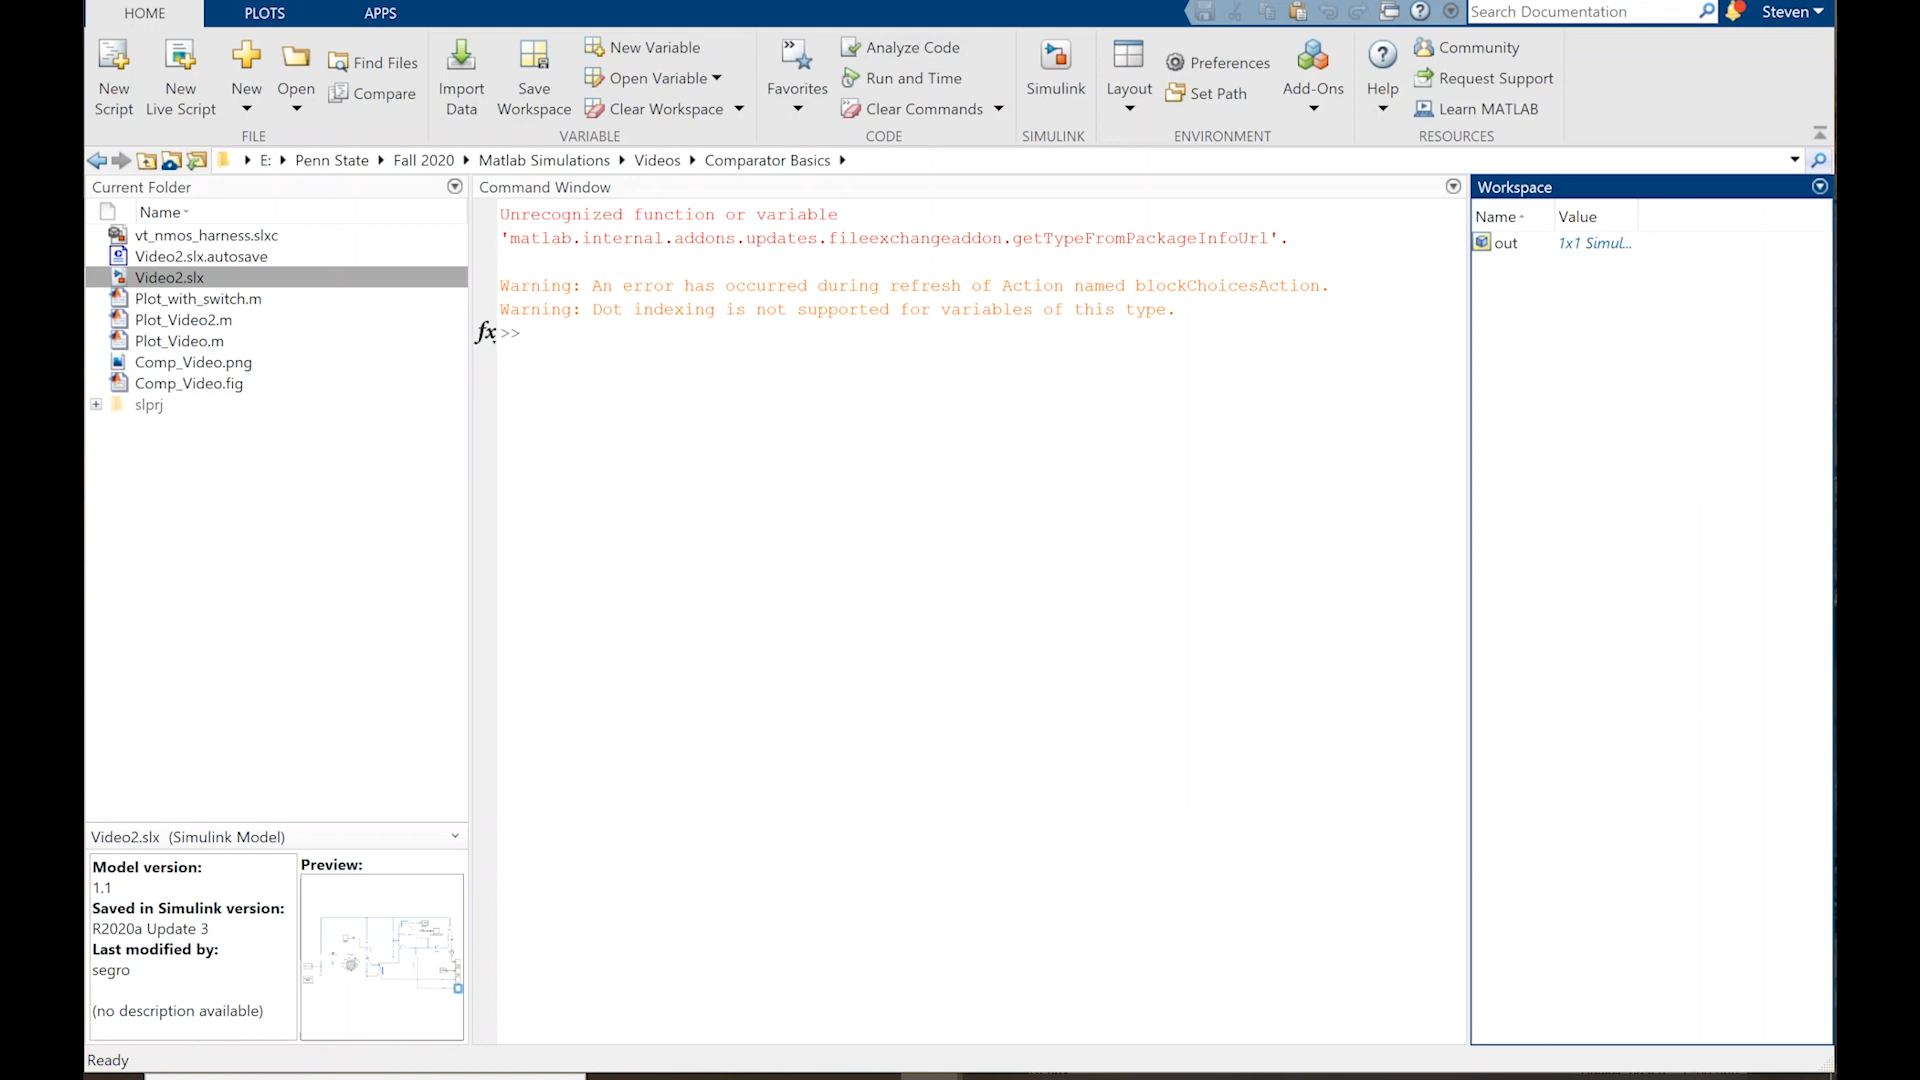 HOME PLOTS APPS
Search Documentation
Steven
New Script
New Live Script
New
Open
Find Files
Compare
FILE
Import Data
Save Workspace
New Variable
Open Variable
Clear Workspace
VARIABLE
Favorites
Analyze Code
Run and Time
Clear Commands
CODE
Simulink
SIMULINK
Layout
Preferences
Set Path
Add-Ons
ENVIRONMENT
Help
Community
Request Support
Learn MATLAB
RESOURCES
E: Penn State Fall 2020 Matlab Simulations Videos Comparator Basics
Current Folder
Name
vt_nmos_harness.slxc
Video2.slx.autosave
Video2.slx
Plot_with_switch.m
Plot_Video2.m
Plot_Video.m
Comp_Video.png
Comp_Video.fig
slprj
Video2.slx (Simulink Model)
Model version:
1.1
Saved in Simulink version:
R2020a Update 3
Last modified by:
segro
(no description available)
Preview:
Command Window
Unrecognized function or variable
'matlab.internal.addons.updates.fileexchangeaddon.getTypeFromPackageInfoUrl'.
Warning: An error has occurred during refresh of Action named blockChoicesAction.
Warning: Dot indexing is not supported for variables of this type.
fx >>
Workspace
Name Value
out 1x1 Simul...
Ready